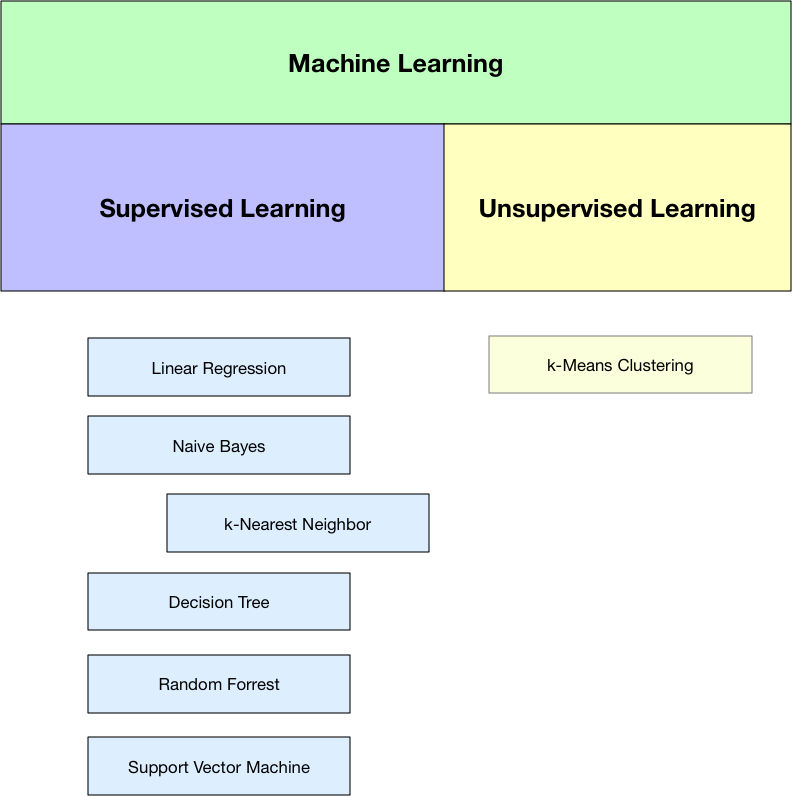 Machine Learning
Supervised Learning
Unsupervised Learning
Linear Regression
k-Means Clustering
Naive Bayes
k-Nearest Neighbor
Decision Tree
Random Forrest
Support Vector Machine